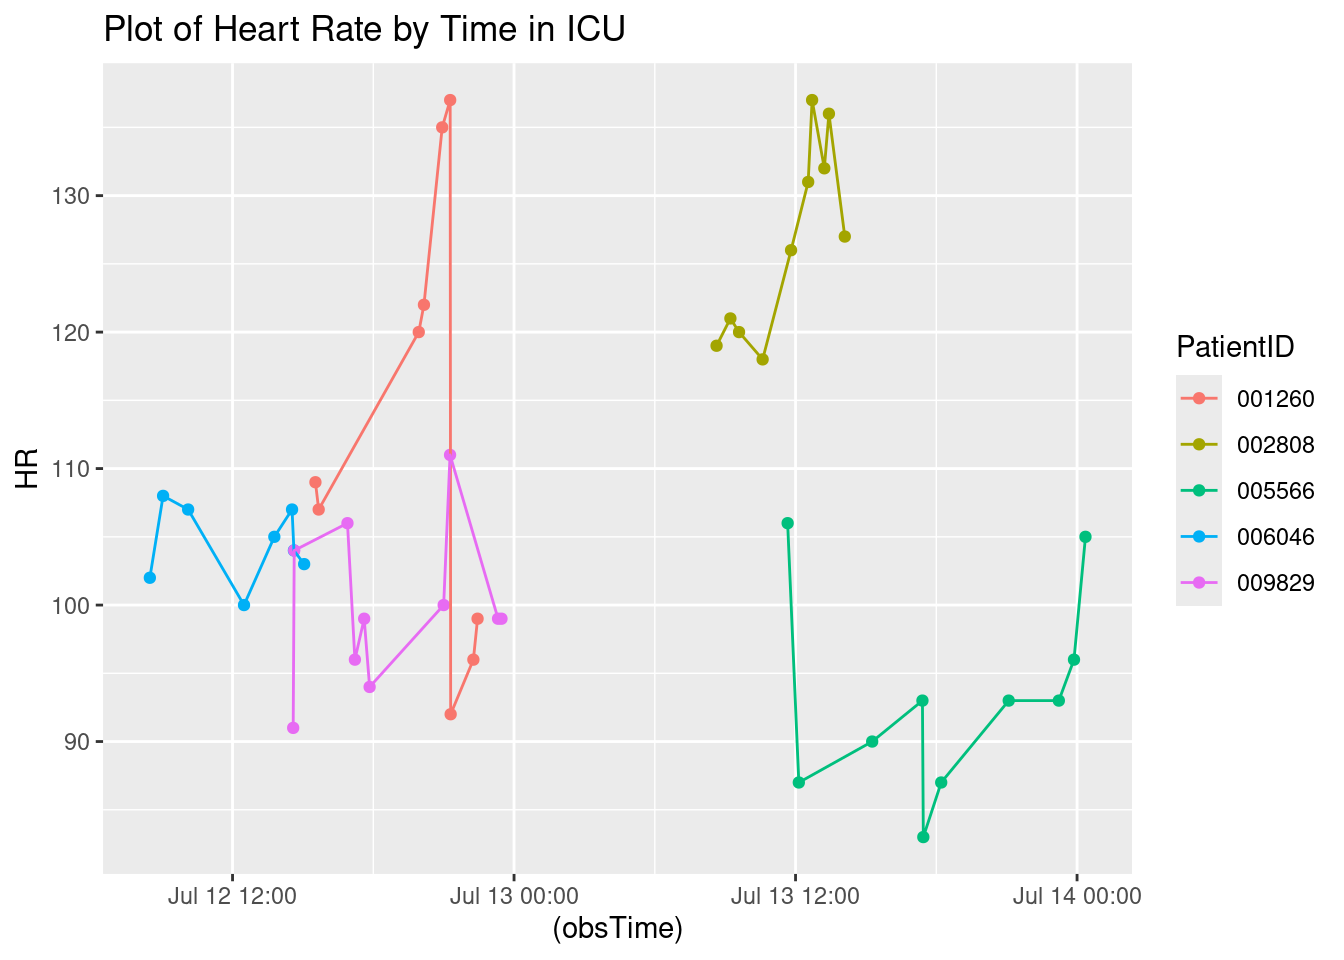 Plot of Heart Rate by Time in ICU
HR
130
120
110
100
90
Jul 12 12:00
Jul 13 00:00
Jul 13 12:00
Jul 14 00:00
(obsTime)
PatientID
001260
002808
005566
006046
009829